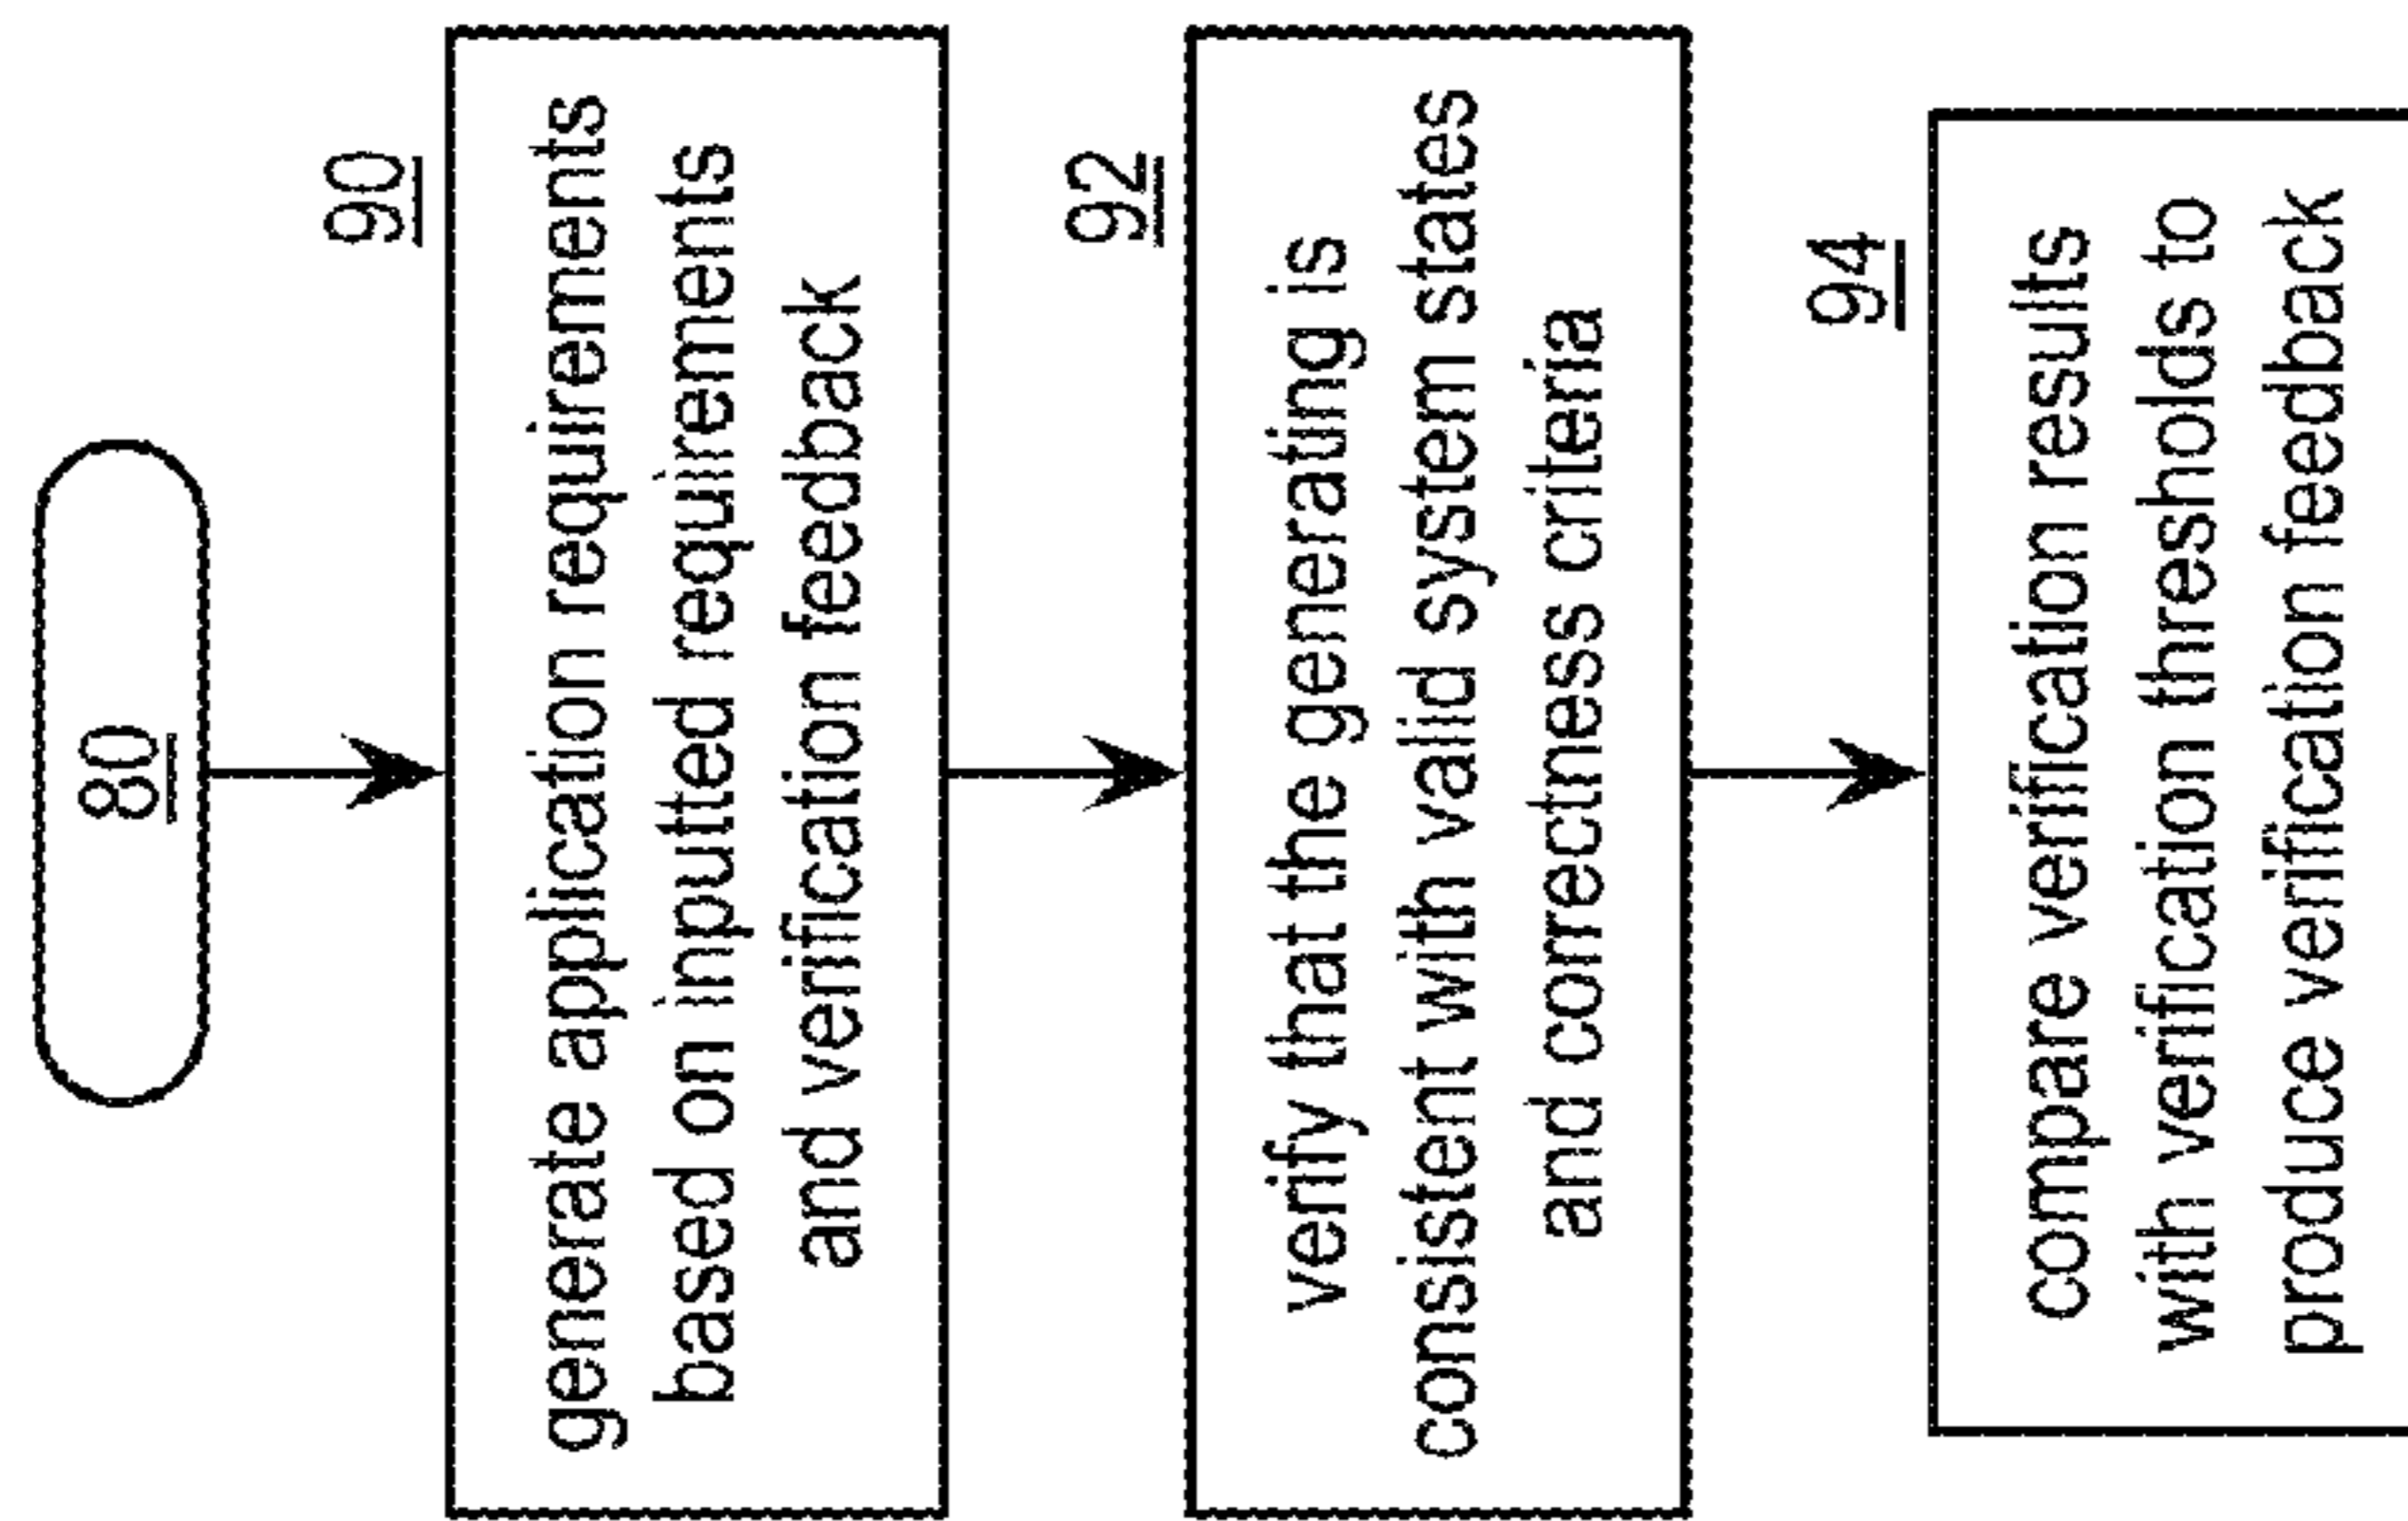 80
90
generate application requirements
based on inputted requirements
and verification feedback
92
verify that the generating is
consistent with valid system states
and correctness criteria
94
compare verification results
with verification thresholds to
produce verification feedback